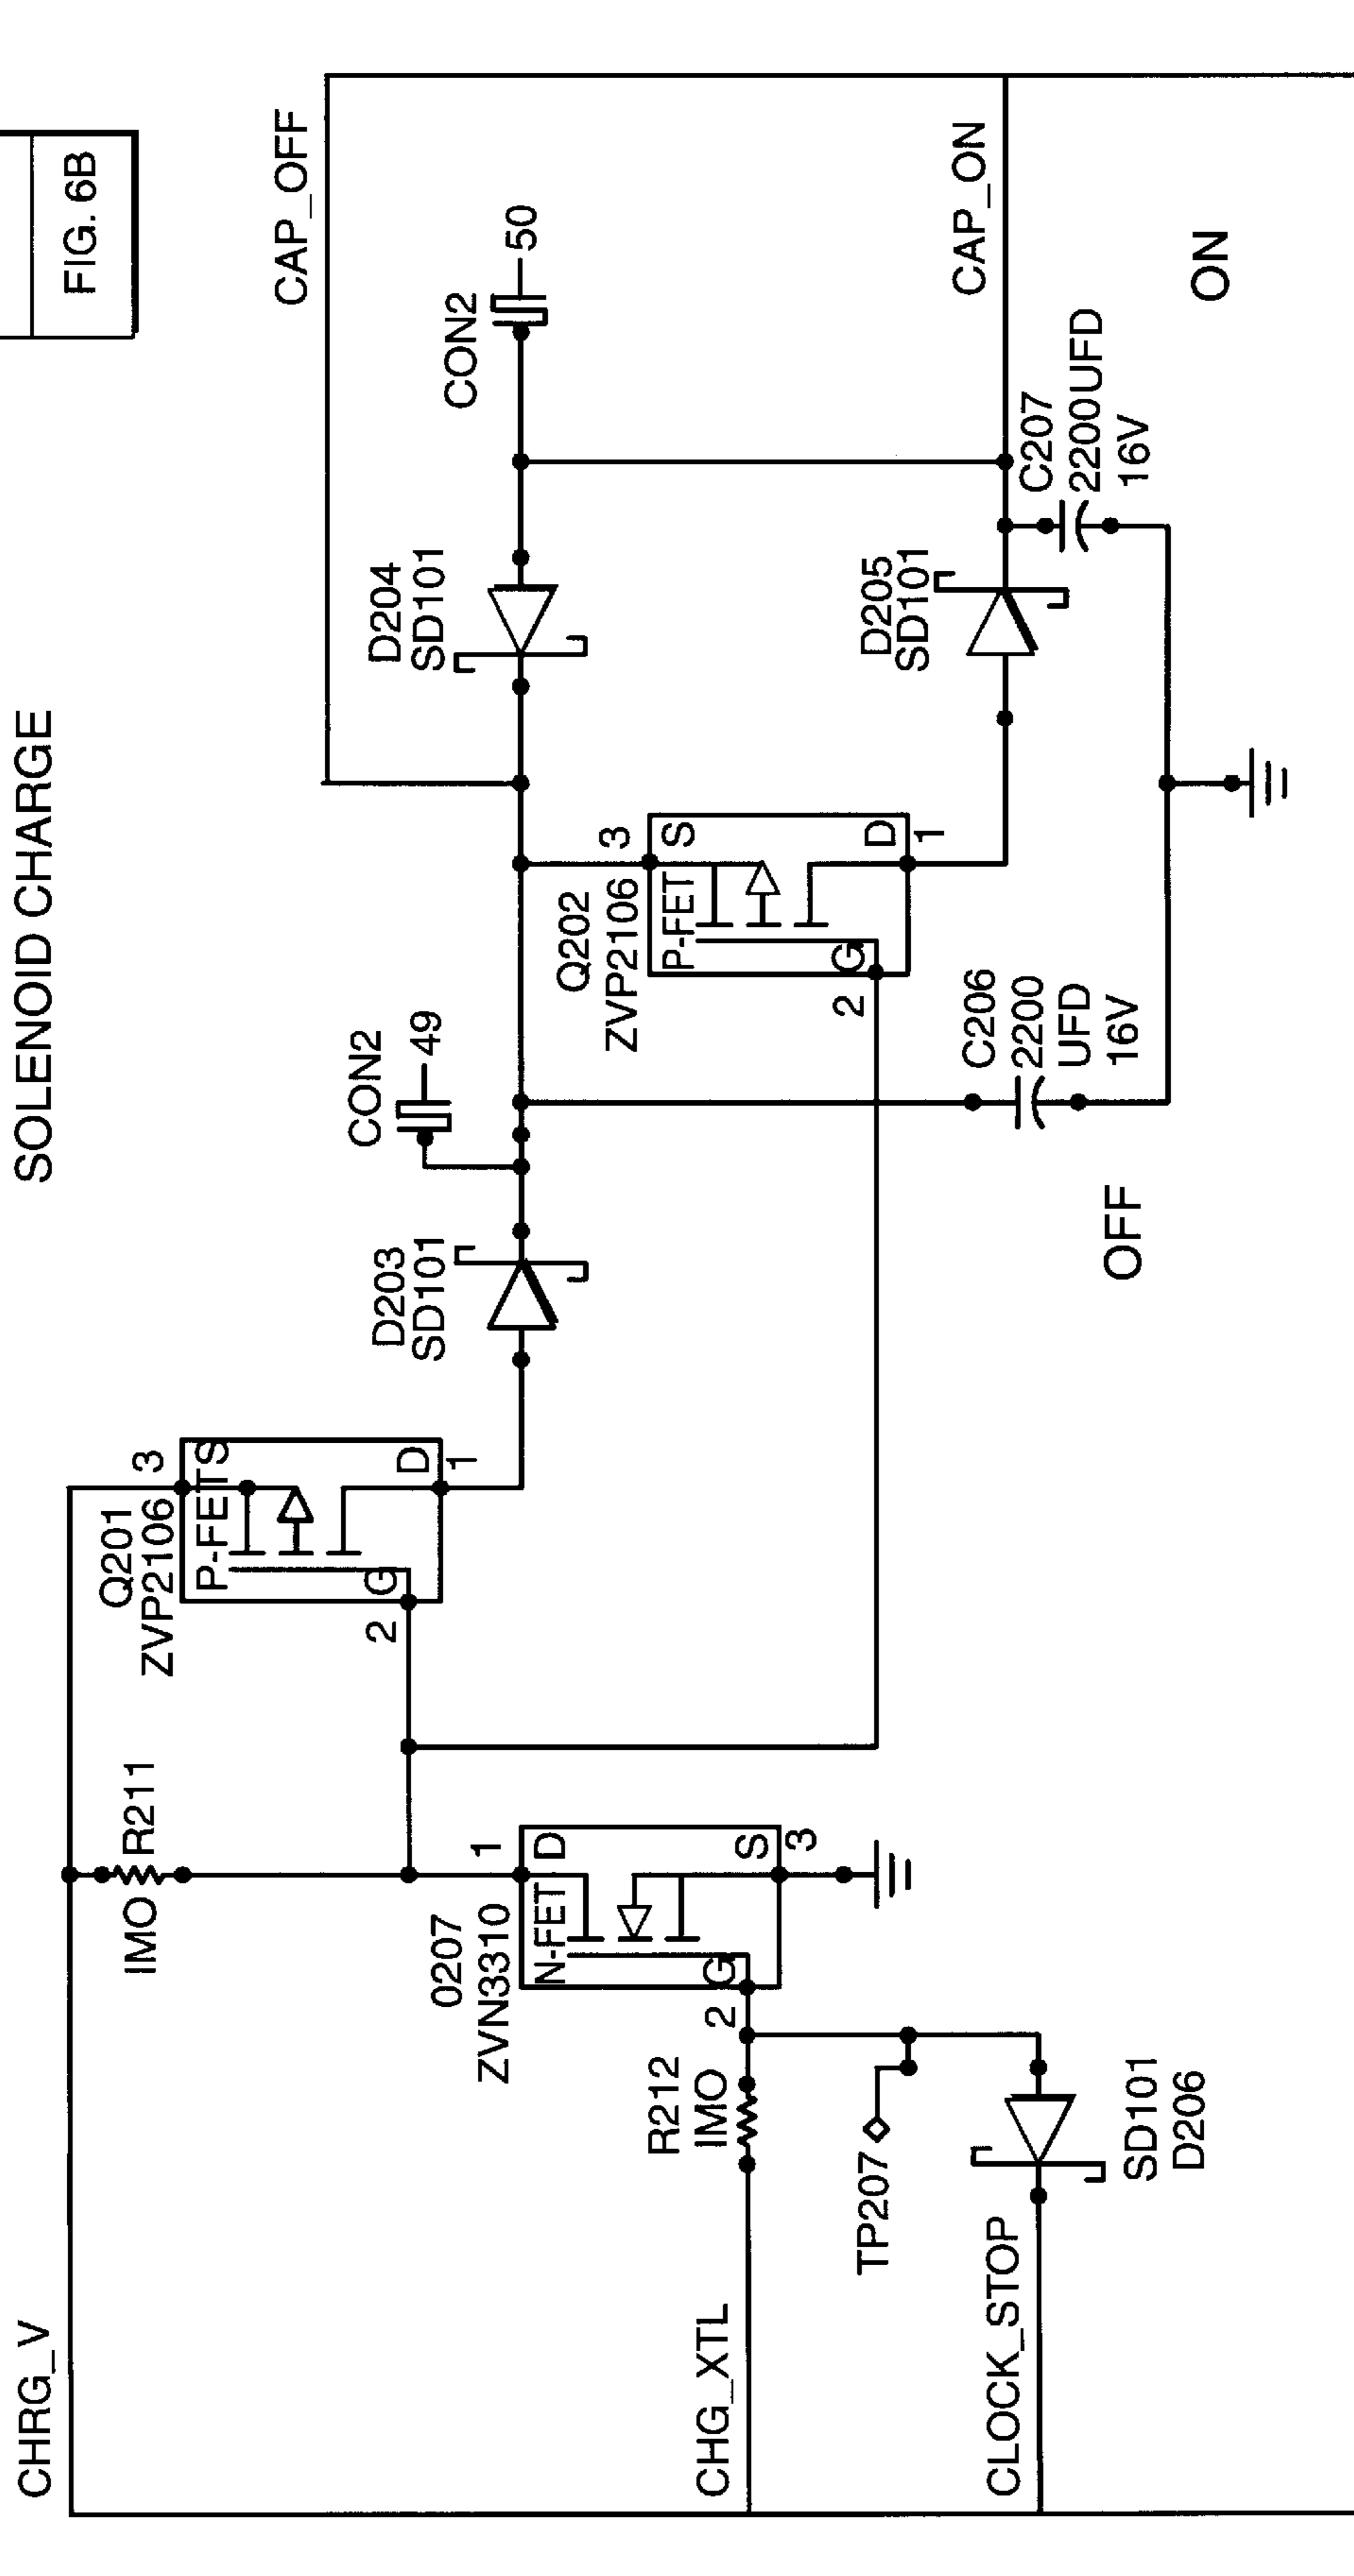 FIG. 6B
SOLENOID CHARGE
CHRG_V
CAP_OFF
IMO
R211
Q201
ZVP2106
3
P-FET
S
G
D
2
1
D203
SD101
CON2
49
D204
SD101
CON2
50
0207
ZVN3310
1
N-FET
D
G
S
2
3
Q202
ZVP2106
3
P-FET
S
G
D
2
1
D205
SD101
CAP_ON
C207
2200UFD
16V
ON
C206
2200
UFD
16V
OFF
CHG_XTL
R212
IMO
TP207
CLOCK_STOP
SD101
D206